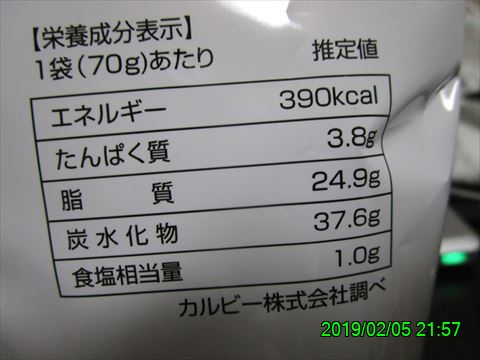 【栄養成分表示】
1袋(70g)あたり 推定値
エネルギー 390kcal
たんぱく質 3.8g
脂質 24.9g
炭水化物 37.6g
食塩相当量 1.0g
カルビー株式会社調べ
2019/02/05 21:57